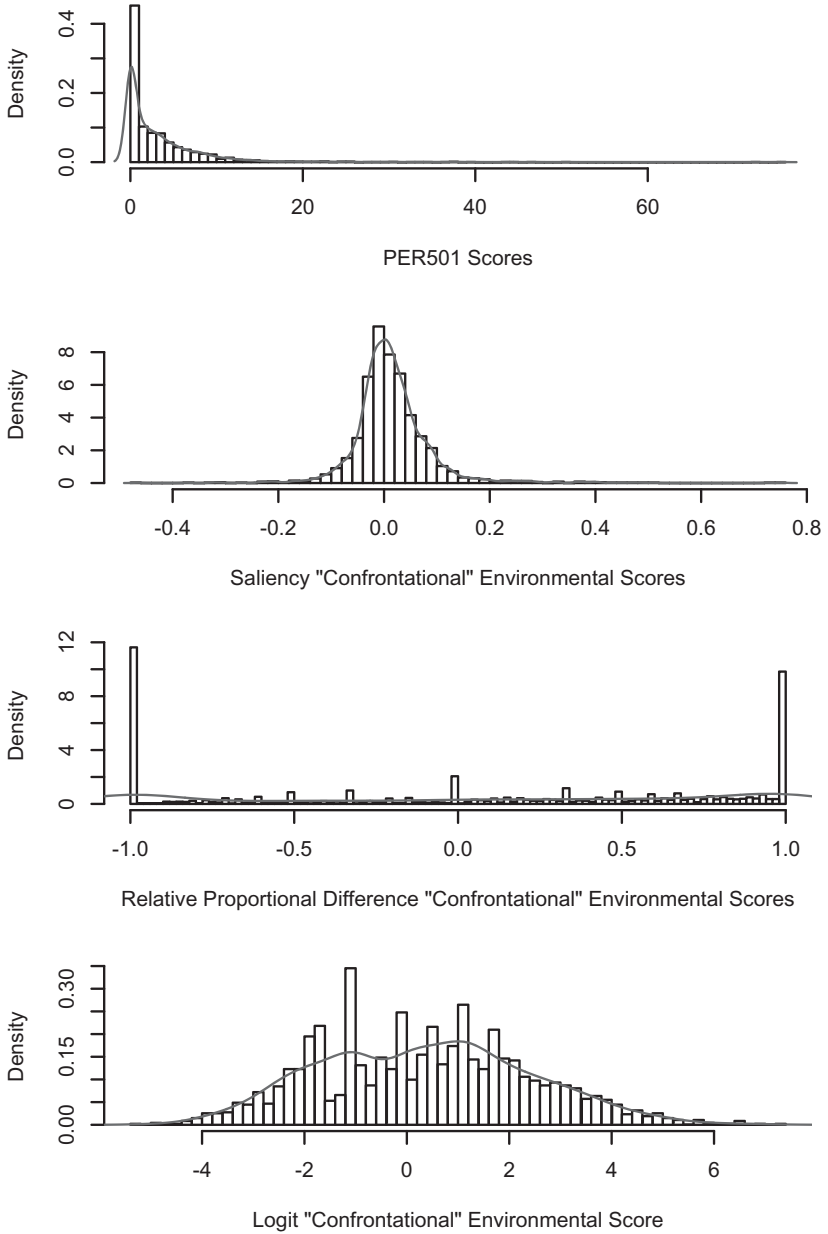 Density
0.0 0.2 0.4
0 20 40 60
PER501 Scores
Density
0 2 4 6 8
-0.4 -0.2 0.0 0.2 0.4 0.6 0.8
Saliency "Confrontational" Environmental Scores
Density
0 4 8 12
-1.0 -0.5 0.0 0.5 1.0
Relative Proportional Difference "Confrontational" Environmental Scores
Density
0.00 0.15 0.30
-4 -2 0 2 4 6
Logit "Confrontational" Environmental Score